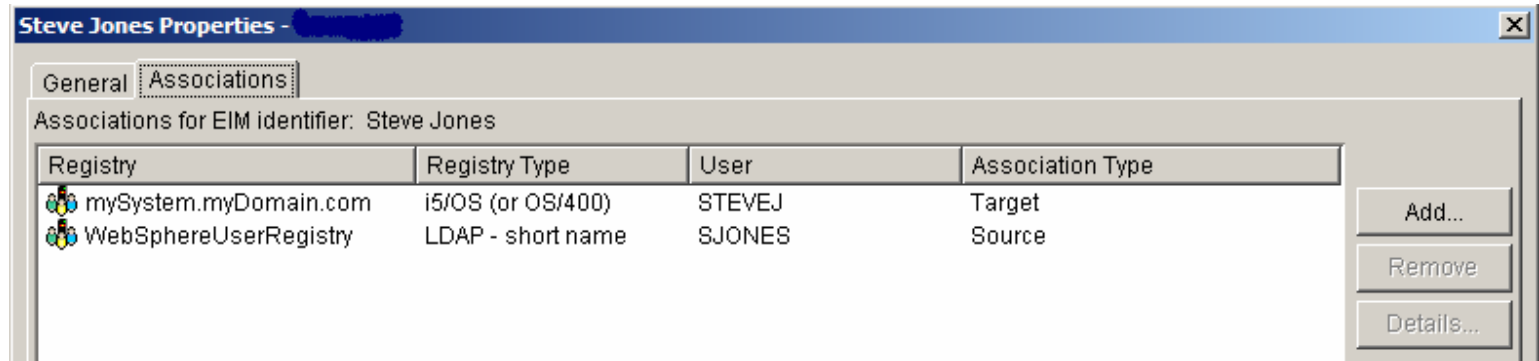 Steve Jones Properties -
General Associations
Associations for EIM identifier: Steve Jones
Registry Registry Type User Association Type
mySystem.myDomain.com i5/OS (or OS/400) STEVEJ Target
WebSphereUserRegistry LDAP - short name SJONES Source
Add...
Remove
Details...